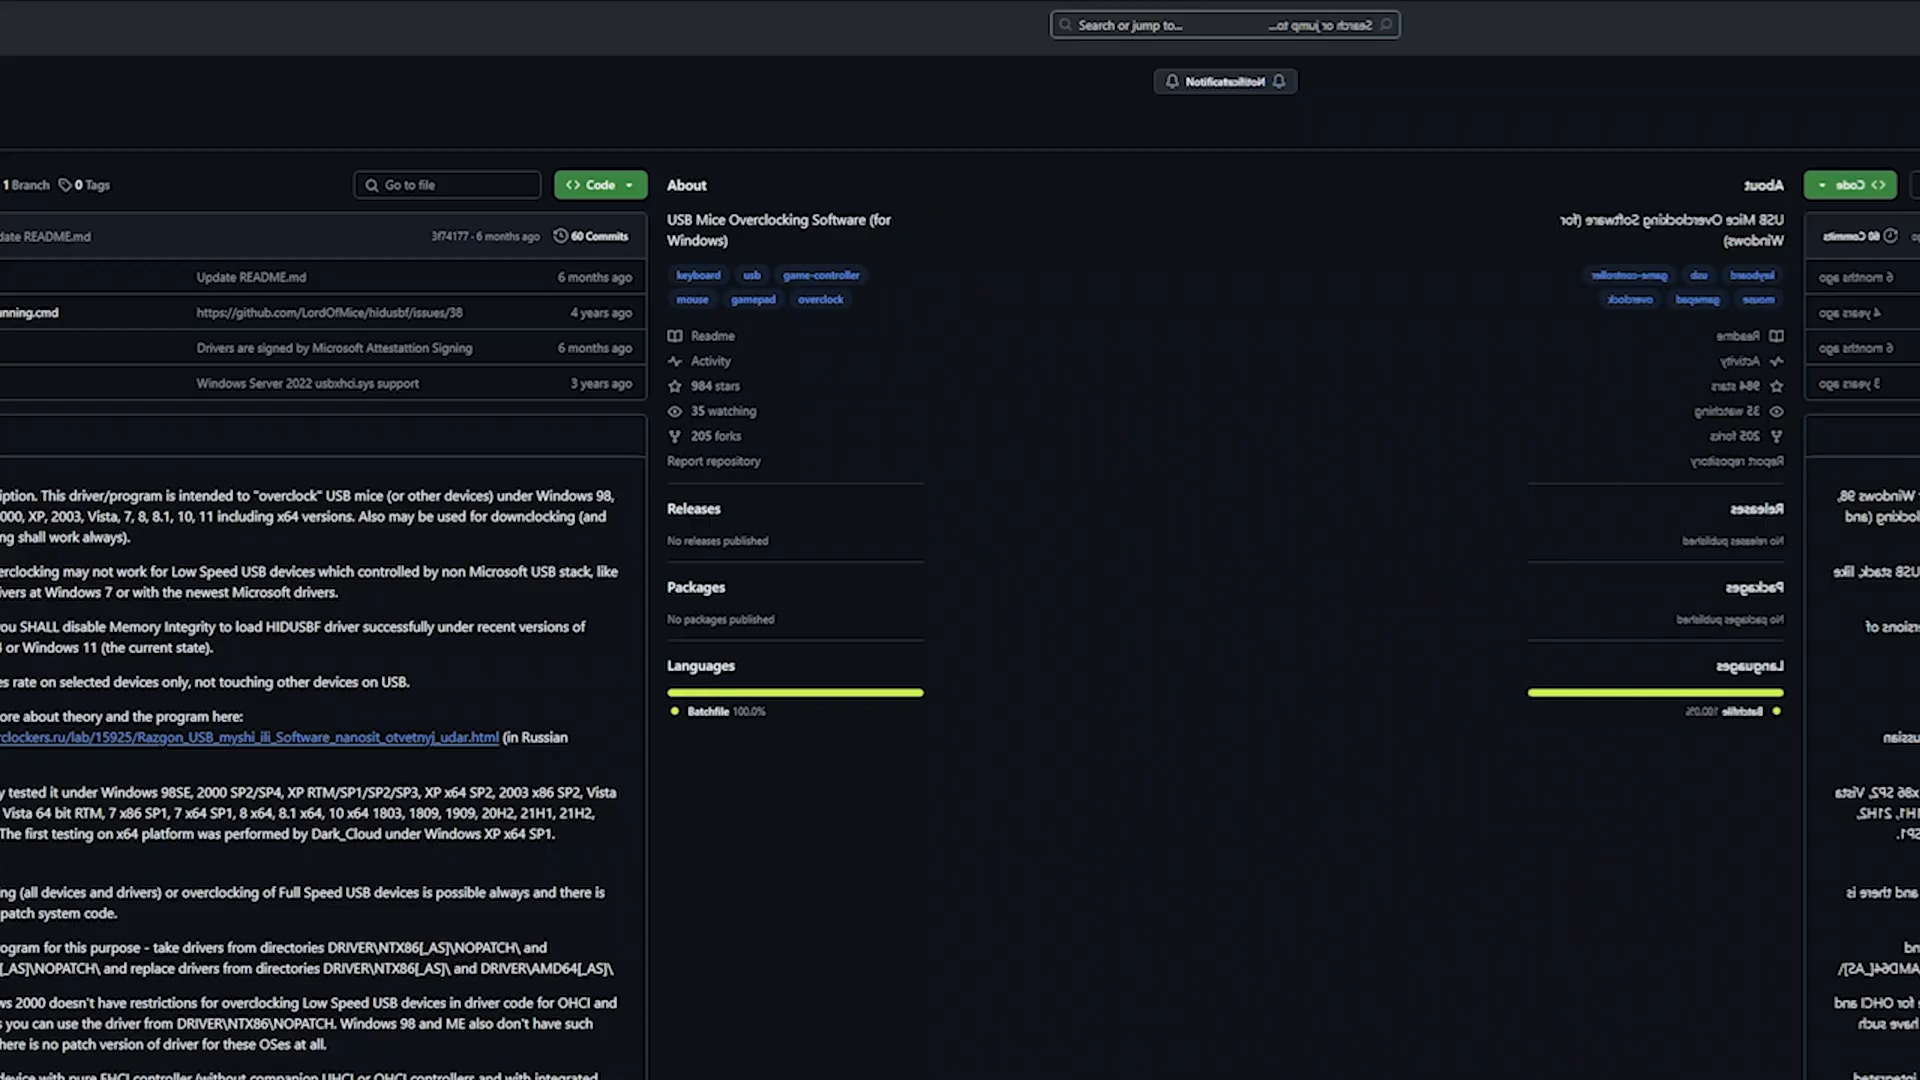 Search or jump to...
1 Branch 0 Tags
Go to file
Code
date README.md
3f74177 - 6 months ago
60 Commits
Update README.md
6 months ago
nning.cmd
https://github.com/LordOfMice/hidusbf/issues/38
4 years ago
Drivers are signed by Microsoft Attestattion Signing
6 months ago
Windows Server 2022 usbxhci.sys support
3 years ago
iption. This driver/program is intended to "overclock" USB mice (or other devices) under Windows 98,
000, XP, 2003, Vista, 7, 8, 8.1, 10, 11 including x64 versions. Also may be used for downclocking (and
ng shall work always).
erclocking may not work for Low Speed USB devices which controlled by non Microsoft USB stack, like
ivers at Windows 7 or with the newest Microsoft drivers.
ou SHALL disable Memory Integrity to load HIDUSBF driver successfully under recent versions of
or Windows 11 (the current state).
es rate on selected devices only, not touching other devices on USB.
ore about theory and the program here:
rclockers.ru/lab/15925/Razgon_USB_myshi_ili_Software_nanosit_otvetnyj_udar.html (in Russian
y tested it under Windows 98SE, 2000 SP2/SP4, XP RTM/SP1/SP2/SP3, XP x64 SP2, 2003 x86 SP2, Vista
Vista 64 bit RTM, 7 x86 SP1, 7 x64 SP1, 8 x64, 8.1 x64, 10 x64 1803, 1809, 1909, 20H2, 21H1, 21H2,
The first testing on x64 platform was performed by Dark_Cloud under Windows XP x64 SP1.
ng (all devices and drivers) or overclocking of Full Speed USB devices is possible always and there is
patch system code.
ogram for this purpose - take drivers from directories DRIVER\NTX86[_AS]\NOPATCH\ and
[_AS]\NOPATCH\ and replace drivers from directories DRIVER\NTX86[_AS]\ and DRIVER\AMD64[_AS]\
ws 2000 doesn't have restrictions for overclocking Low Speed USB devices in driver code for OHCI and
s you can use the driver from DRIVER\NTX86\NOPATCH. Windows 98 and ME also don't have such
here is no patch version of driver for these OSes at all.
device with pure EHCI controller (without companion UHCI or OHCI controllers and with integrated
About
USB Mice Overclocking Software (for
Windows)
keyboard usb game-controller
mouse gamepad overclock
Readme
Activity
984 stars
35 watching
205 forks
Report repository
Releases
No releases published
Packages
No packages published
Languages
Batchfile 100.0%